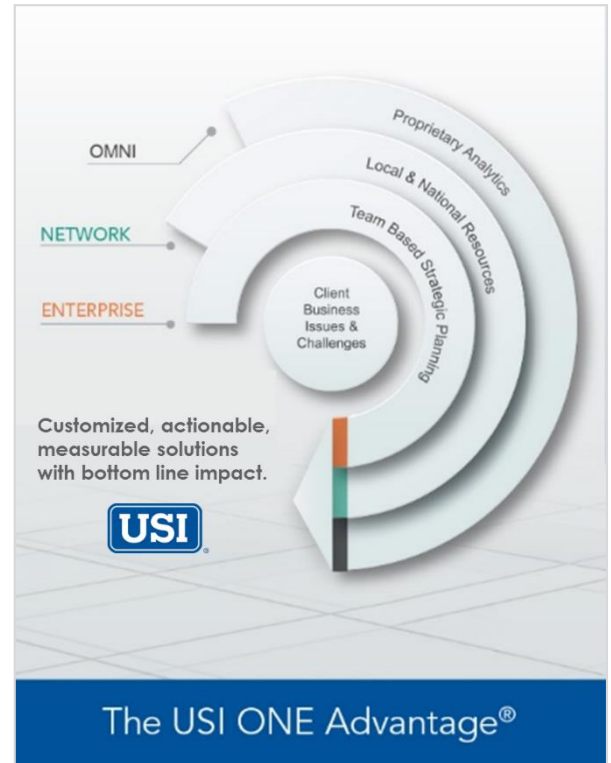 OMNI
NETWORK
ENTERPRISE
Proprietary Analytics
Local & National Resources
Team Based Strategic Planning
Client
Business
Issues &
Challenges
Customized, actionable,
measurable solutions
with bottom line impact.
USI®
The USI ONE Advantage®